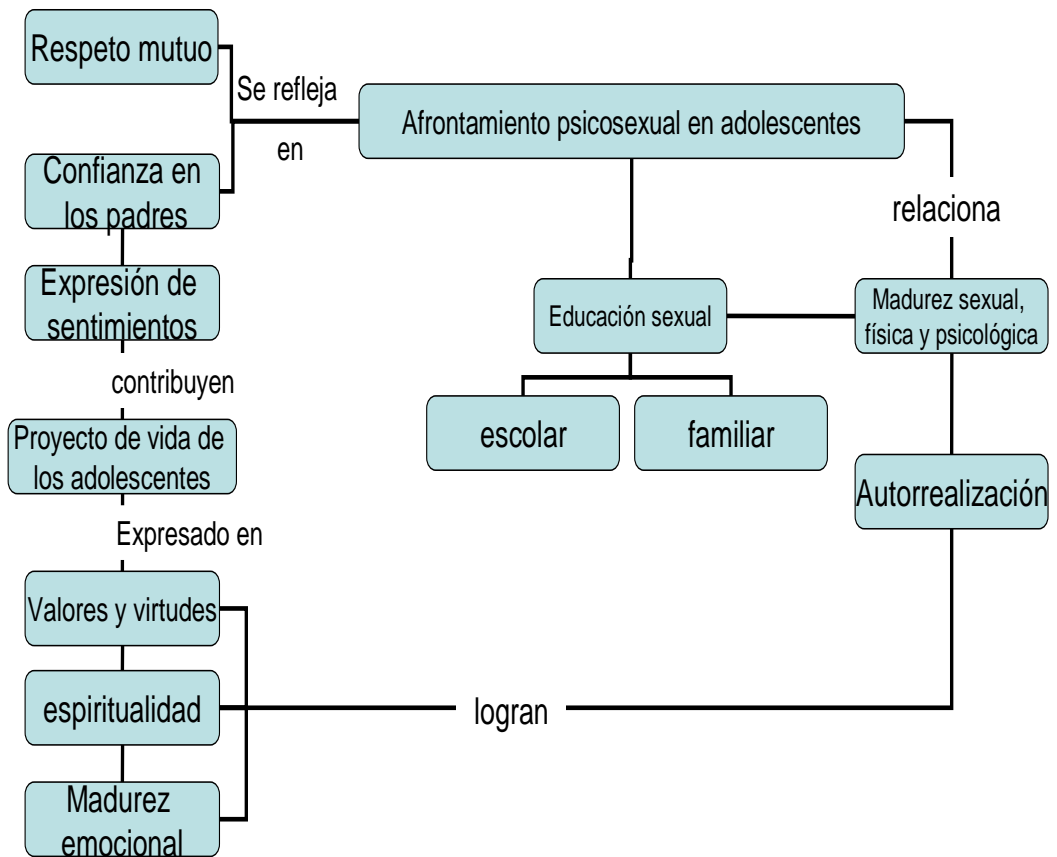 Respeto mutuo
Se refleja
en
Afrontamiento psicosexual en adolescentes
Confianza en
los padres
relaciona
Expresión de
sentimientos
Educación sexual
Madurez sexual,
física y psicológica
contribuyen
escolar
familiar
Proyecto de vida de
los adolescentes
Autorrealización
Expresado en
Valores y virtudes
espiritualidad
logran
Madurez
emocional